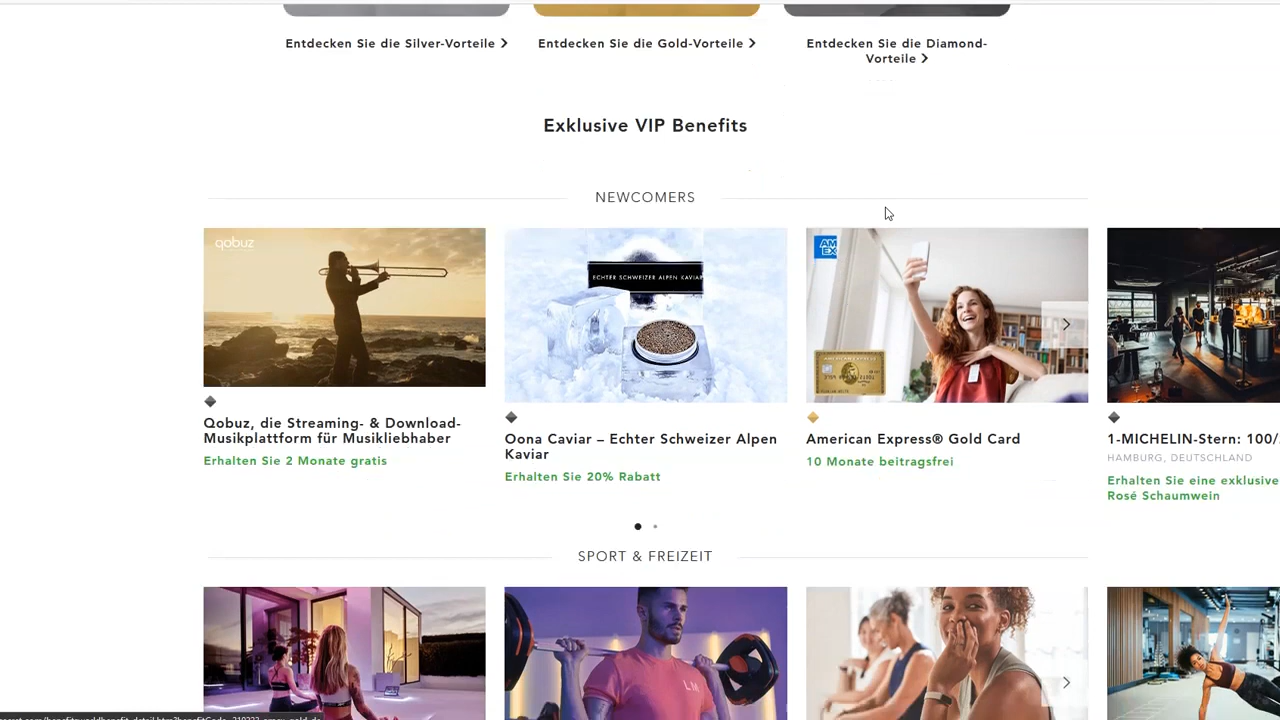 Entdecken Sie die Silver-Vorteile
Entdecken Sie die Gold-Vorteile
Entdecken Sie die Diamond-
Vorteile
Exklusive VIP Benefits
NEWCOMERS
qobuz
ECHTER SCHWEIZER ALPEN KAVIAR
AM
EX
Qobuz, die Streaming- & Download-
Musikplattform für Musikliebhaber
Erhalten Sie 2 Monate gratis
Oona Caviar – Echter Schweizer Alpen
Kaviar
Erhalten Sie 20% Rabatt
American Express® Gold Card
10 Monate beitragsfrei
1-MICHELIN-Stern: 100/
HAMBURG, DEUTSCHLAND
Erhalten Sie eine exklusive
Rosé Schaumwein
SPORT & FREIZEIT
LM